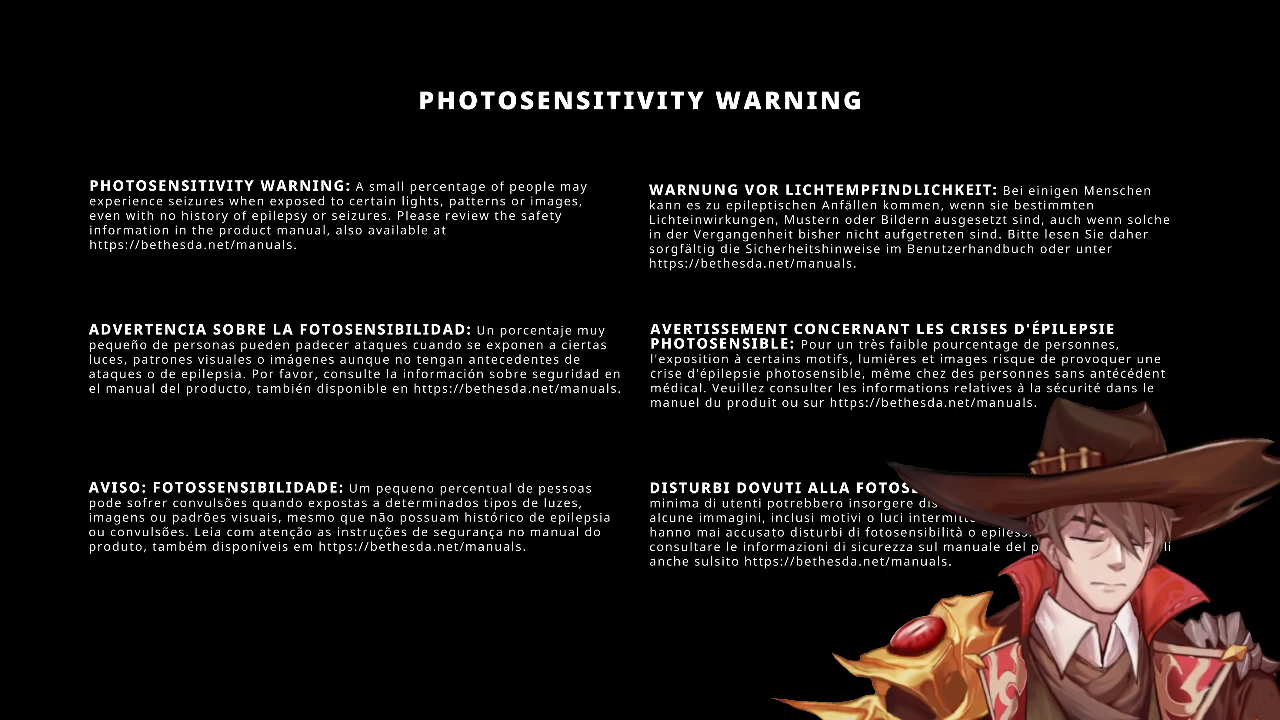 PHOTOSENSITIVITY WARNING
PHOTOSENSITIVITY WARNING: A small percentage of people may
experience seizures when exposed to certain lights, patterns or images,
even with no history of epilepsy or seizures. Please review the safety
information in the product manual, also available at
https://bethesda.net/manuals.
WARNUNG VOR LICHTEMPFINDLICHKEIT: Bei einigen Menschen
kann es zu epileptischen Anfällen kommen, wenn sie bestimmten
Lichteinwirkungen, Mustern oder Bildern ausgesetzt sind, auch wenn solche
in der Vergangenheit bisher nicht aufgetreten sind. Bitte lesen Sie daher
sorgfältig die Sicherheitshinweise im Benutzerhandbuch oder unter
https://bethesda.net/manuals.
ADVERTENCIA SOBRE LA FOTOSENSIBILIDAD: Un porcentaje muy
pequeño de personas pueden padecer ataques cuando se exponen a ciertas
luces, patrones visuales o imágenes aunque no tengan antecedentes de
ataques o de epilepsia. Por favor, consulte la información sobre seguridad en
el manual del producto, también disponible en https://bethesda.net/manuals.
AVERTISSEMENT CONCERNANT LES CRISES D'ÉPILEPSIE
PHOTOSENSIBLE: Pour un très faible pourcentage de personnes,
l'exposition à certains motifs, lumières et images risque de provoquer une
crise d'épilepsie photosensible, même chez des personnes sans antécédent
médical. Veuillez consulter les informations relatives à la sécurité dans le
manuel du produit ou sur https://bethesda.net/manuals.
AVISO: FOTOSSENSIBILIDADE: Um pequeno percentual de pessoas
pode sofrer convulsões quando expostas a determinados tipos de luzes,
imagens ou padrões visuais, mesmo que não possuam histórico de epilepsia
ou convulsões. Leia com atenção as instruções de segurança no manual do
produto, também disponíveis em https://bethesda.net/manuals.
DISTURBI DOVUTI ALLA
minima di utenti potrebbero insorgere
alcune immagini, inclusi motivi o luci
hanno mai accusato disturbi di fotosensibilità o
consultare le informazioni di sicurezza sul manuale del
anche sulsito https://bethesda.net/manuals.